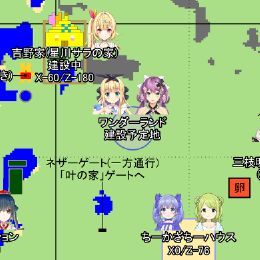 吉野家(星川サラの家)
建設中
X-60/Z-180
ワンダーランド
建設予定地
ネザーゲート(一方通行)
「叶の家」ゲートへ
卵
ちーかざちーハウス
X0/Z-76